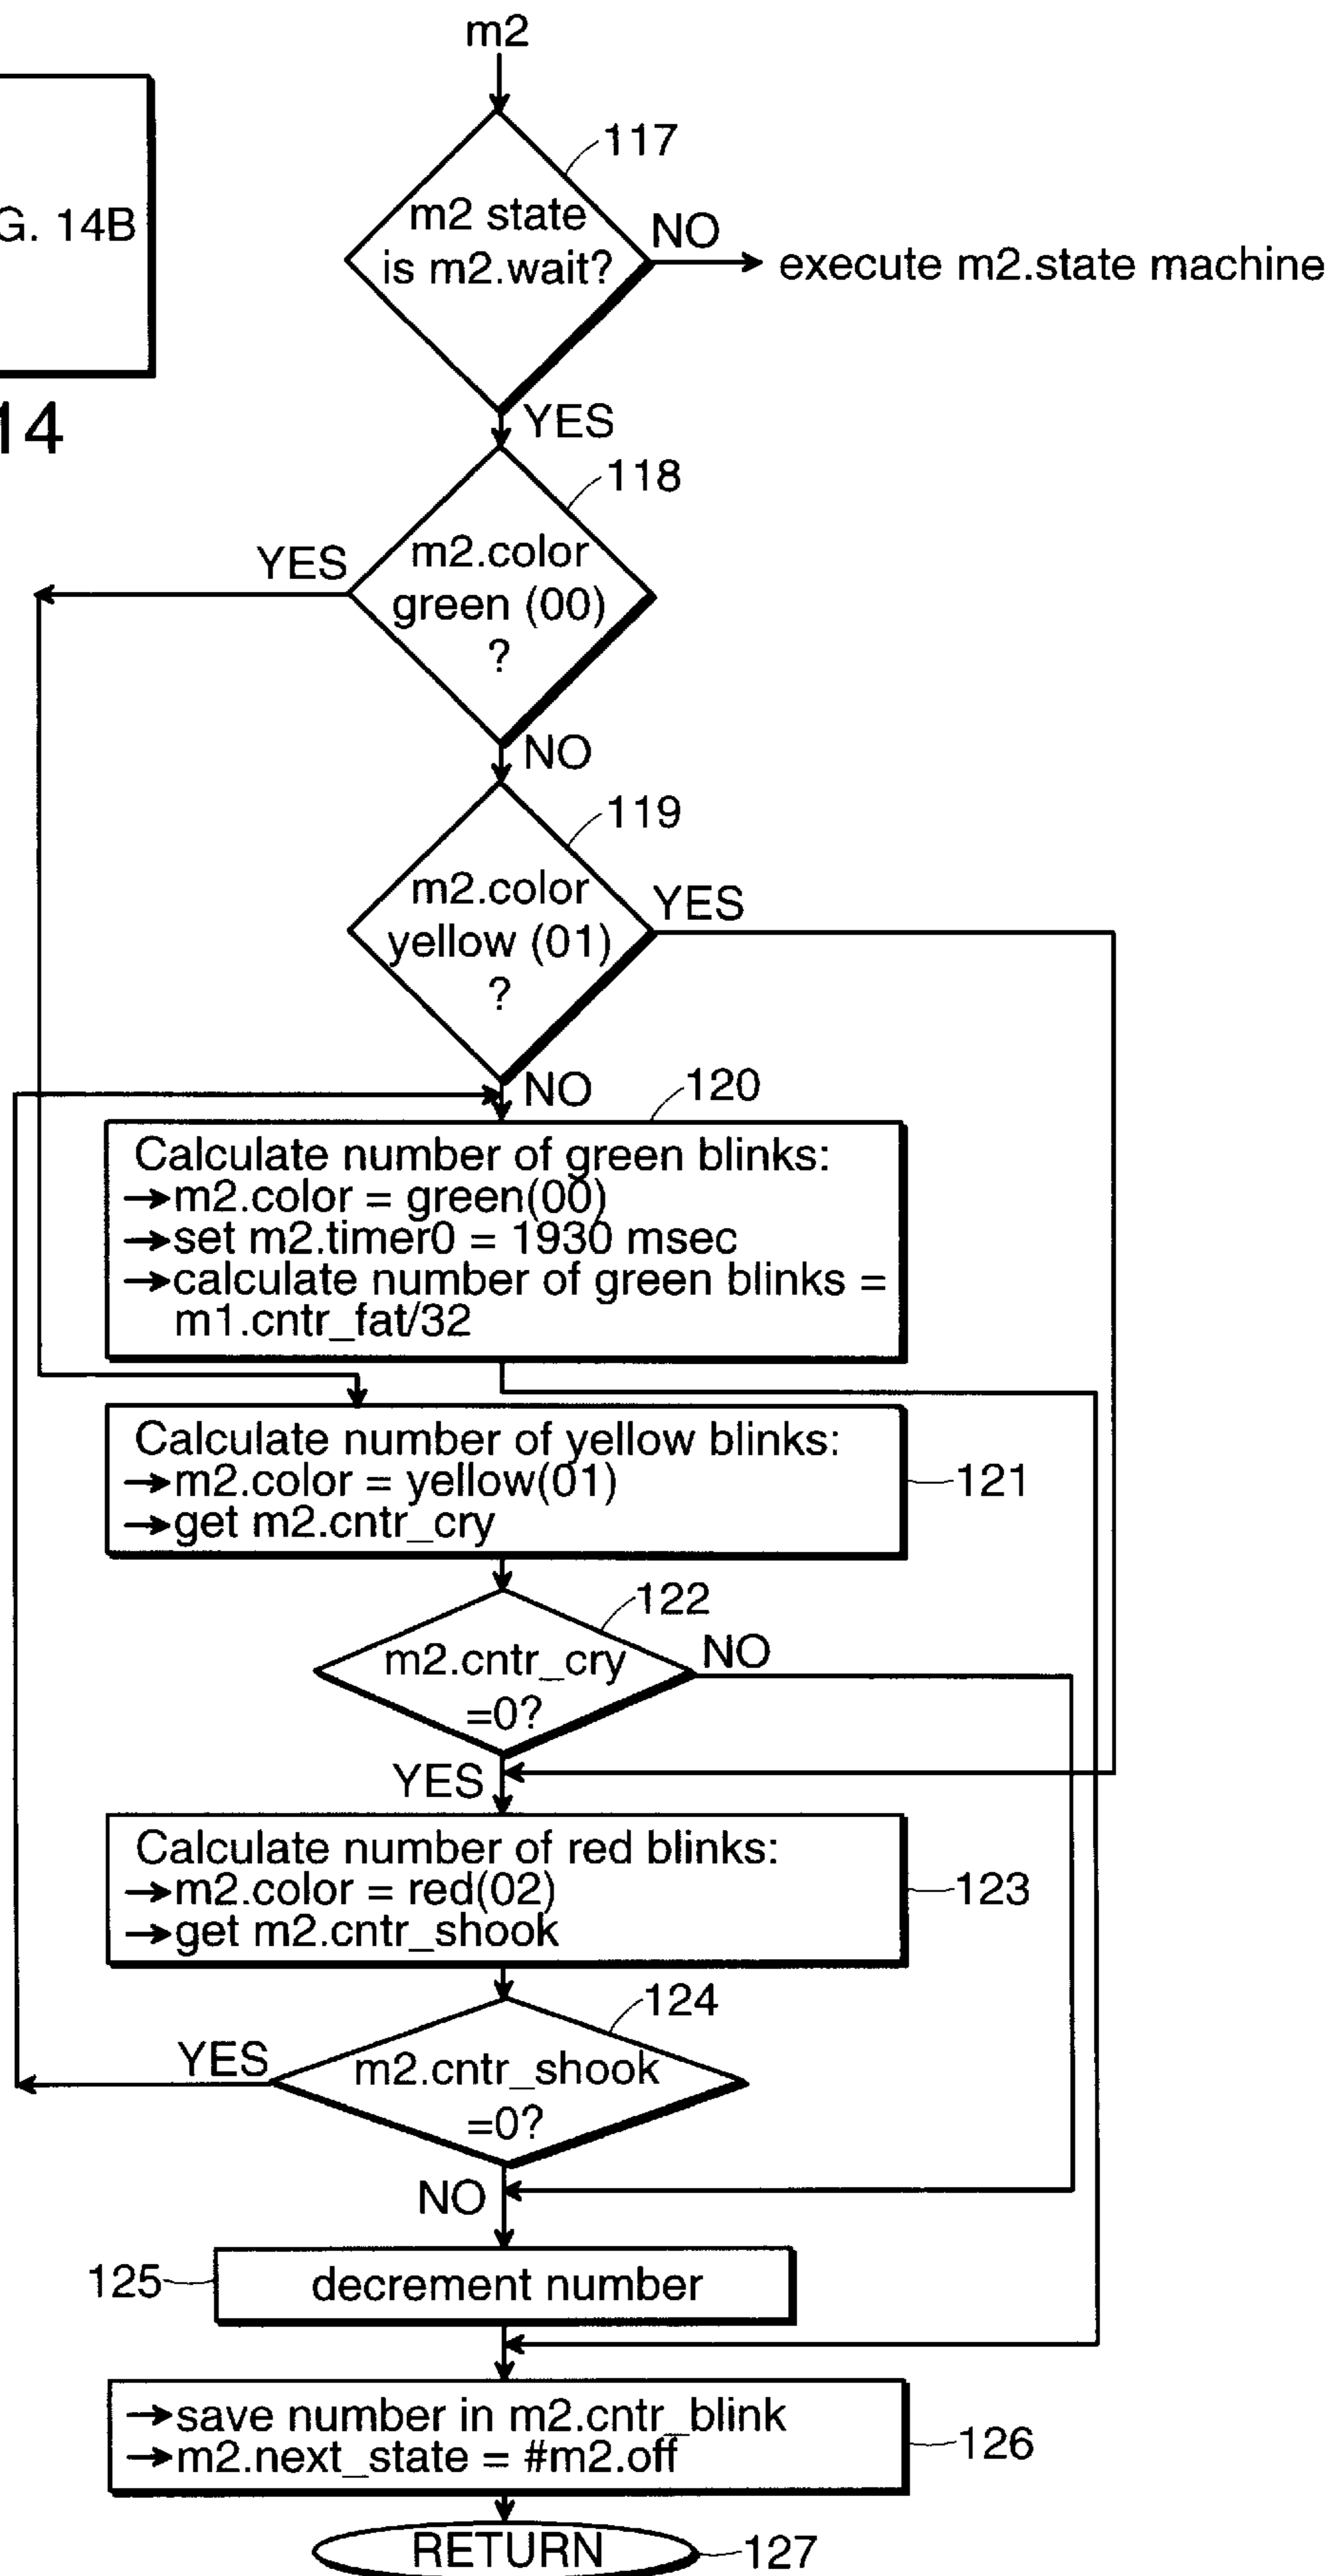 m2
117
m2 state
is m2.wait?
NO
execute m2.state machine
G. 14B
14
YES
118
YES
m2.color
green (00)
?
NO
119
m2.color
yellow (01)
?
YES
NO
120
Calculate number of green blinks:
→m2.color = green(00)
→set m2.timer0 = 1930 msec
→calculate number of green blinks =
m1.cntr_fat/32
Calculate number of yellow blinks:
→m2.color = yellow(01)
→get m2.cntr_cry
121
122
m2.cntr_cry
=0?
NO
YES
Calculate number of red blinks:
→m2.color = red(02)
→get m2.cntr_shook
123
124
YES
m2.cntr_shook
=0?
NO
125
decrement number
→save number in m2.cntr_blink
→m2.next_state = #m2.off
126
RETURN
127